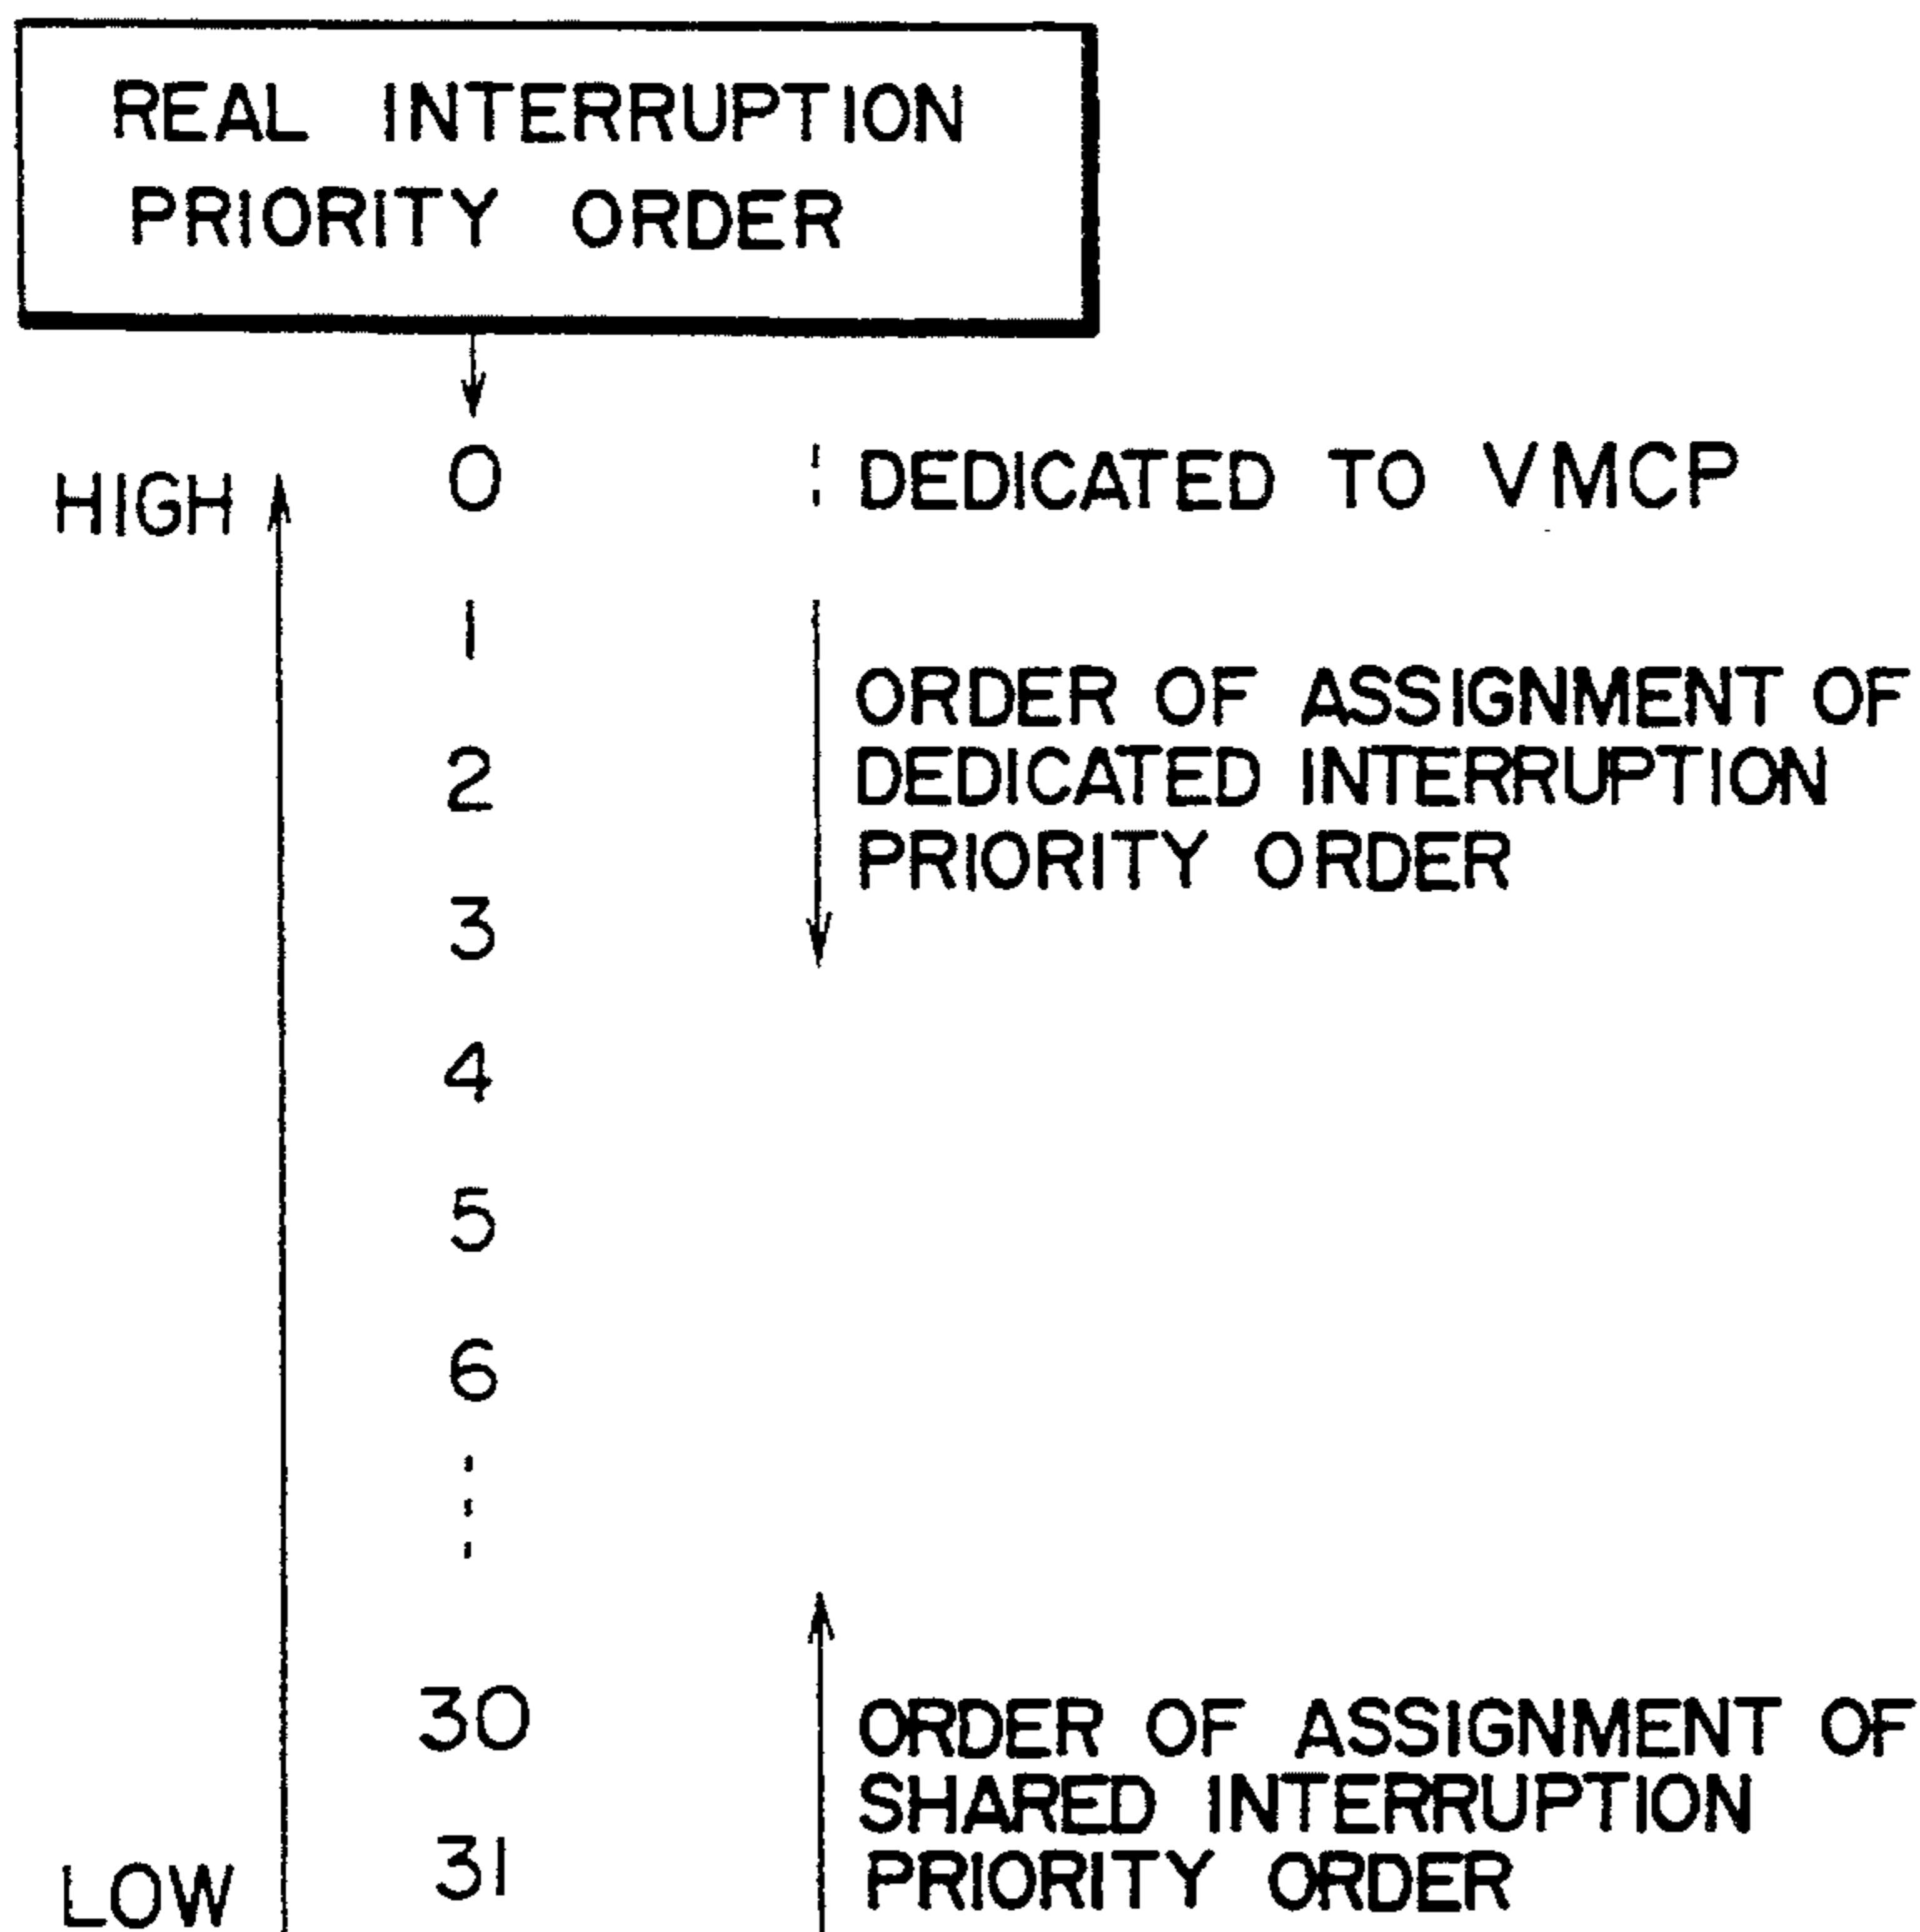 REAL INTERRUPTION
PRIORITY ORDER
HIGH 0 : DEDICATED TO VMCP
1
ORDER OF ASSIGNMENT OF
2 DEDICATED INTERRUPTION
PRIORITY ORDER
3
4
5
6
30 ORDER OF ASSIGNMENT OF
SHARED INTERRUPTION
31 PRIORITY ORDER
LOW